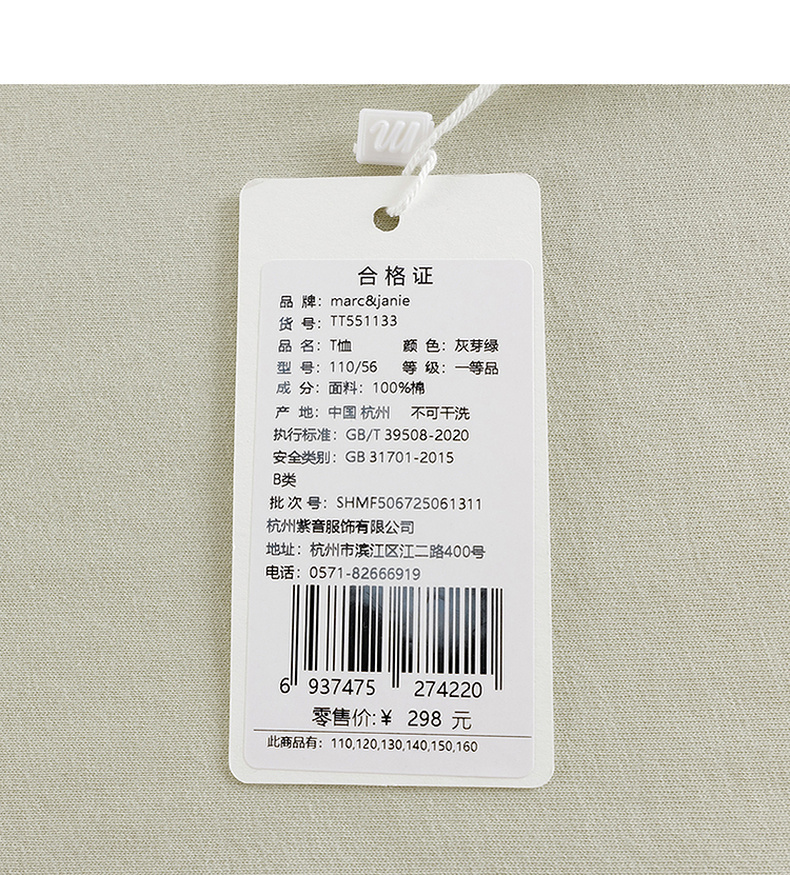 m
合格证
品 牌：marc&janie
货 号：TT551133
品 名：T恤 颜 色：灰芽绿
型 号：110/56 等 级：一等品
成 分：面料：100%棉
产 地：中国 杭州 不可干洗
执行标准：GB/T 39508-2020
安全类别：GB 31701-2015
B类
批 次 号：SHMF506725061311
杭州紫音服饰有限公司
地址：杭州市滨江区江二路400号
电话：0571-82666919
6 937475 274220
零售价:¥ 298 元
此商品有：110,120,130,140,150,160